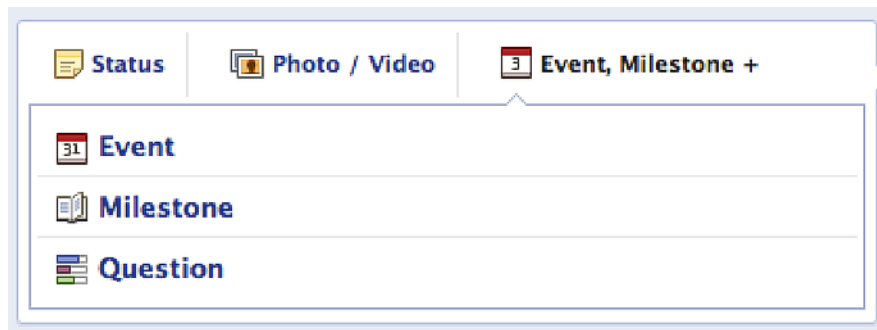 Status Photo / Video 3 Event, Milestone +
31 Event
Milestone
Question